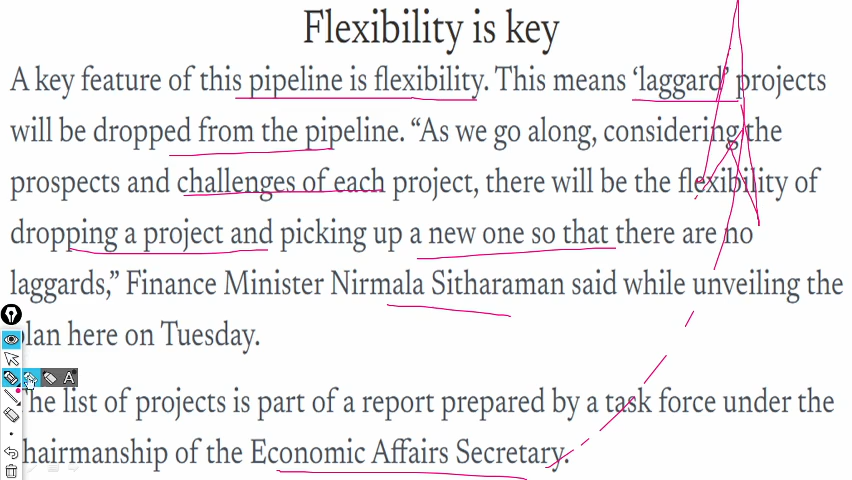 Flexibility is key
A key feature of this pipeline is flexibility. This means ‘laggard’ projects
will be dropped from the pipeline. “As we go along, considering the
prospects and challenges of each project, there will be the flexibility of
dropping a project and picking up a new one so that there are no
laggards,” Finance Minister Nirmala Sitharaman said while unveiling the
plan here on Tuesday.
The list of projects is part of a report prepared by a task force under the
chairmanship of the Economic Affairs Secretary.
A